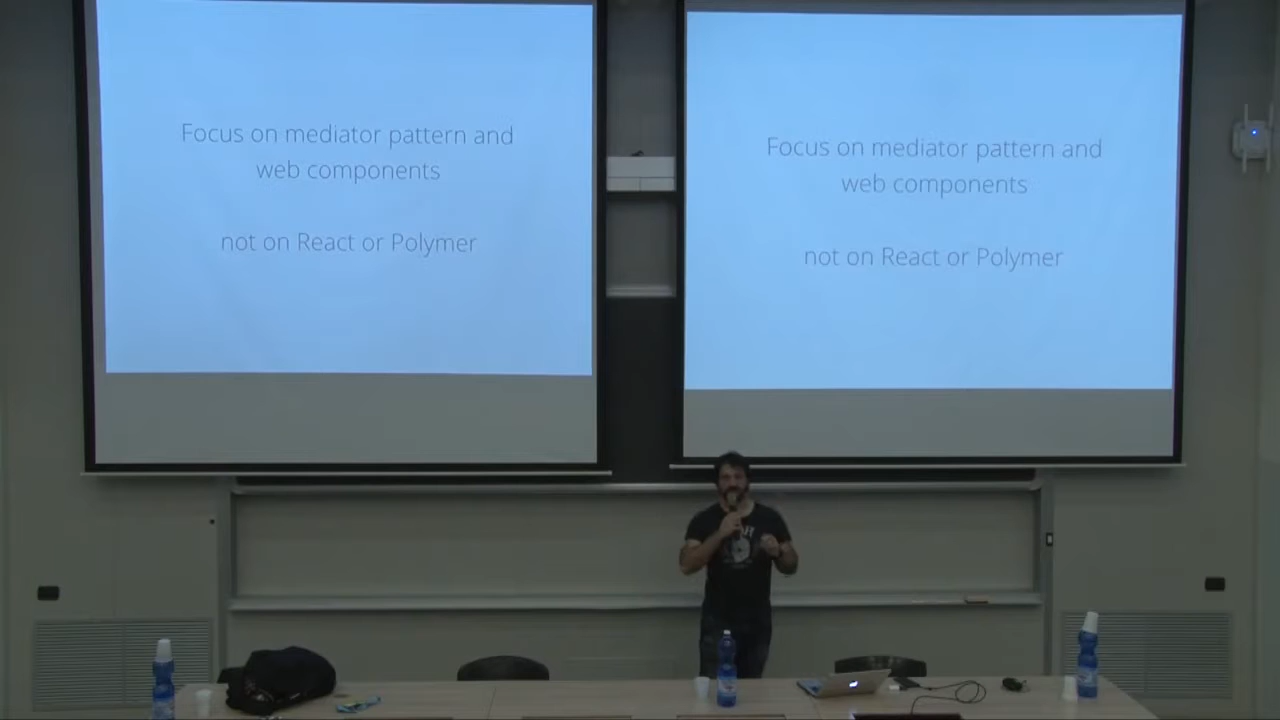 Focus on mediator pattern and
web components
not on React or Polymer
Focus on mediator pattern and
web components
not on React or Polymer